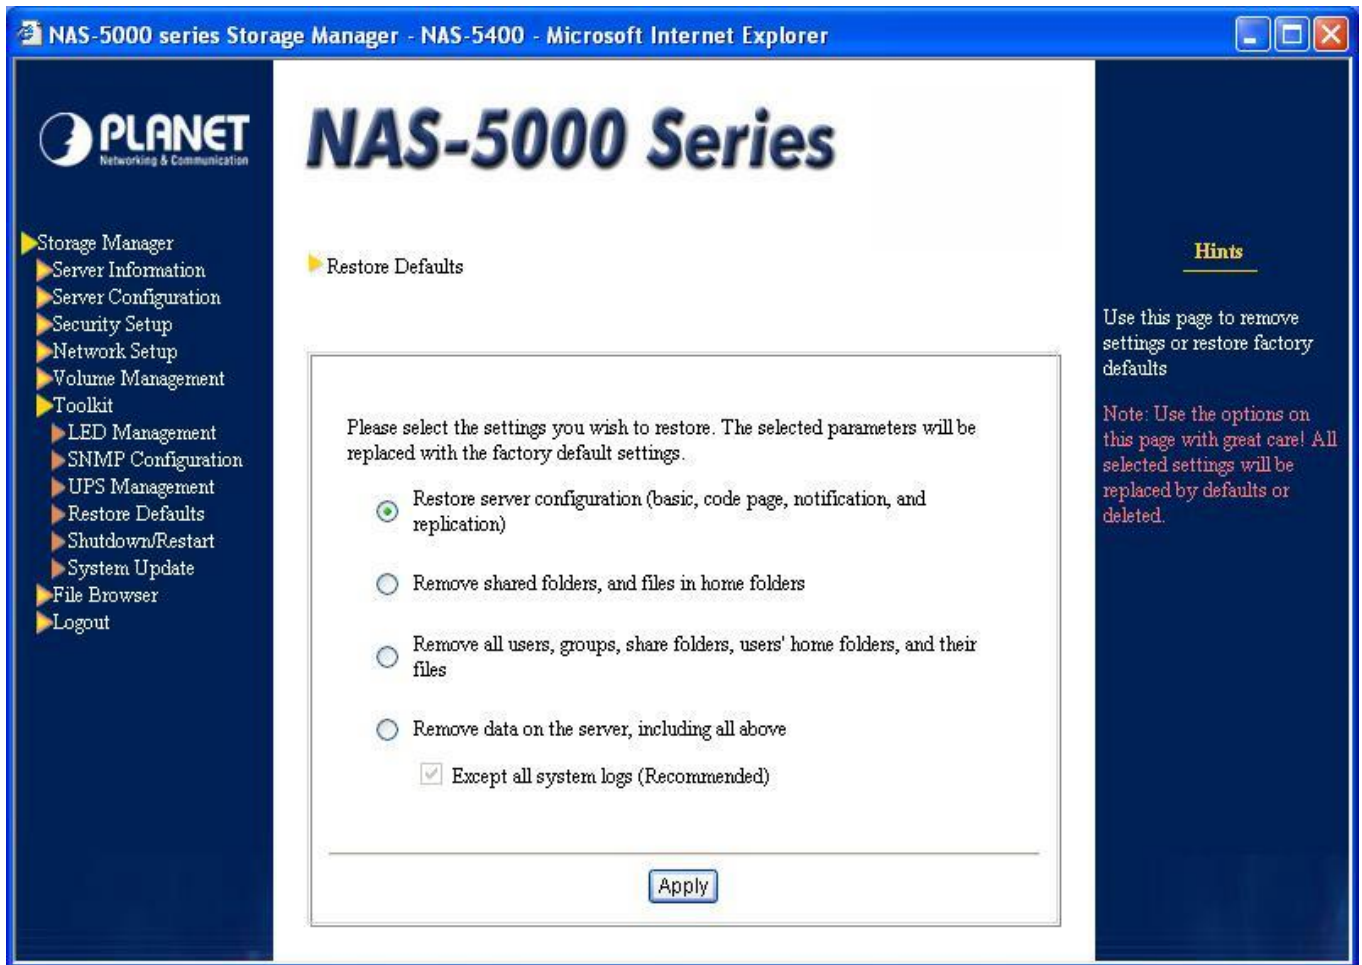 NAS-5000 series Storage Manager - NAS-5400 - Microsoft Internet Explorer
PLANET
Networking & Communication
NAS-5000 Series
Storage Manager
Server Information
Server Configuration
Security Setup
Network Setup
Volume Management
Toolkit
LED Management
SNMP Configuration
UPS Management
Restore Defaults
Shutdown/Restart
System Update
File Browser
Logout
Restore Defaults
Please select the settings you wish to restore. The selected parameters will be
replaced with the factory default settings.
Restore server configuration (basic, code page, notification, and
replication)
Remove shared folders, and files in home folders
Remove all users, groups, share folders, users' home folders, and their
files
Remove data on the server, including all above
Except all system logs (Recommended)
Apply
Hints
Use this page to remove
settings or restore factory
defaults
Note: Use the options on
this page with great care! All
selected settings will be
replaced by defaults or
deleted.